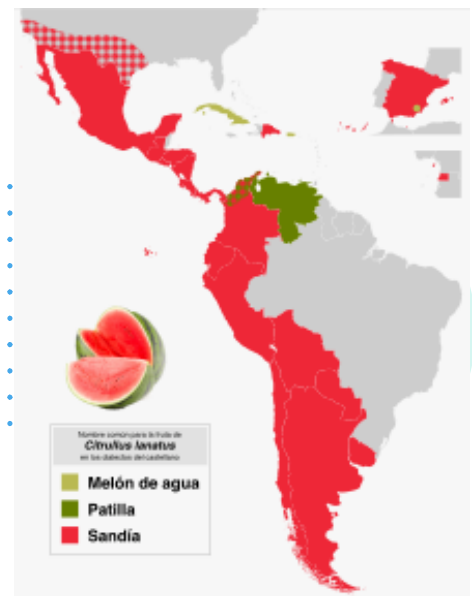 Nombre común para la fruta de
Citrullus lanatus
en los dialectos del castellano
Melón de agua
Patilla
Sandía